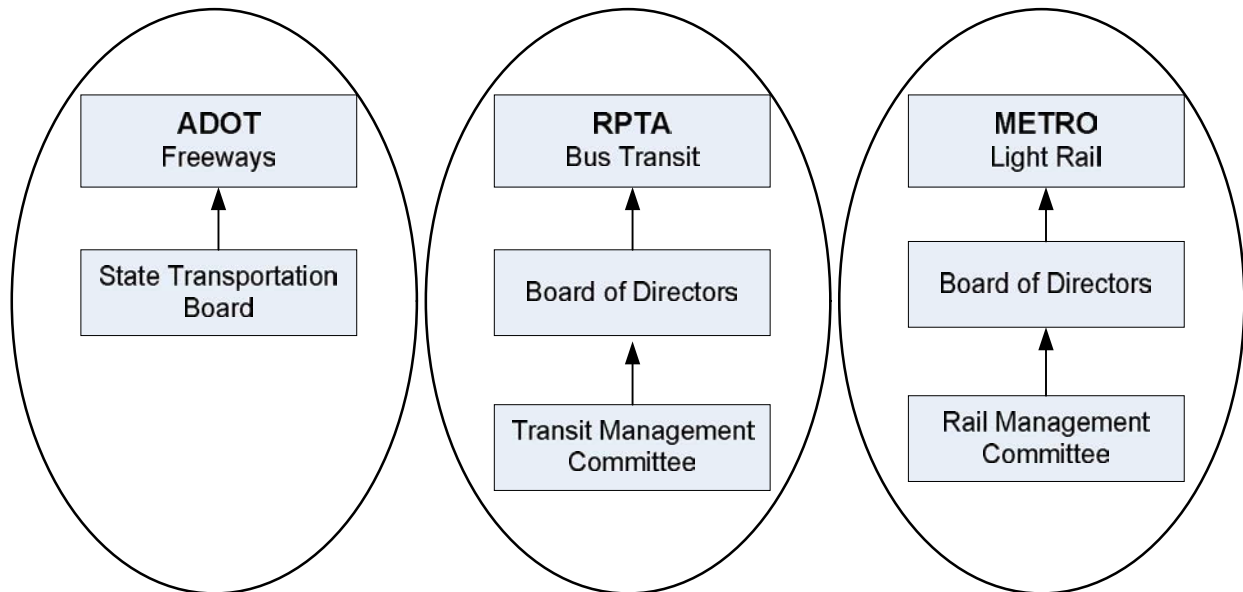 ADOT
Freeways
State Transportation
Board
RPTA
Bus Transit
Board of Directors
Transit Management
Committee
METRO
Light Rail
Board of Directors
Rail Management
Committee